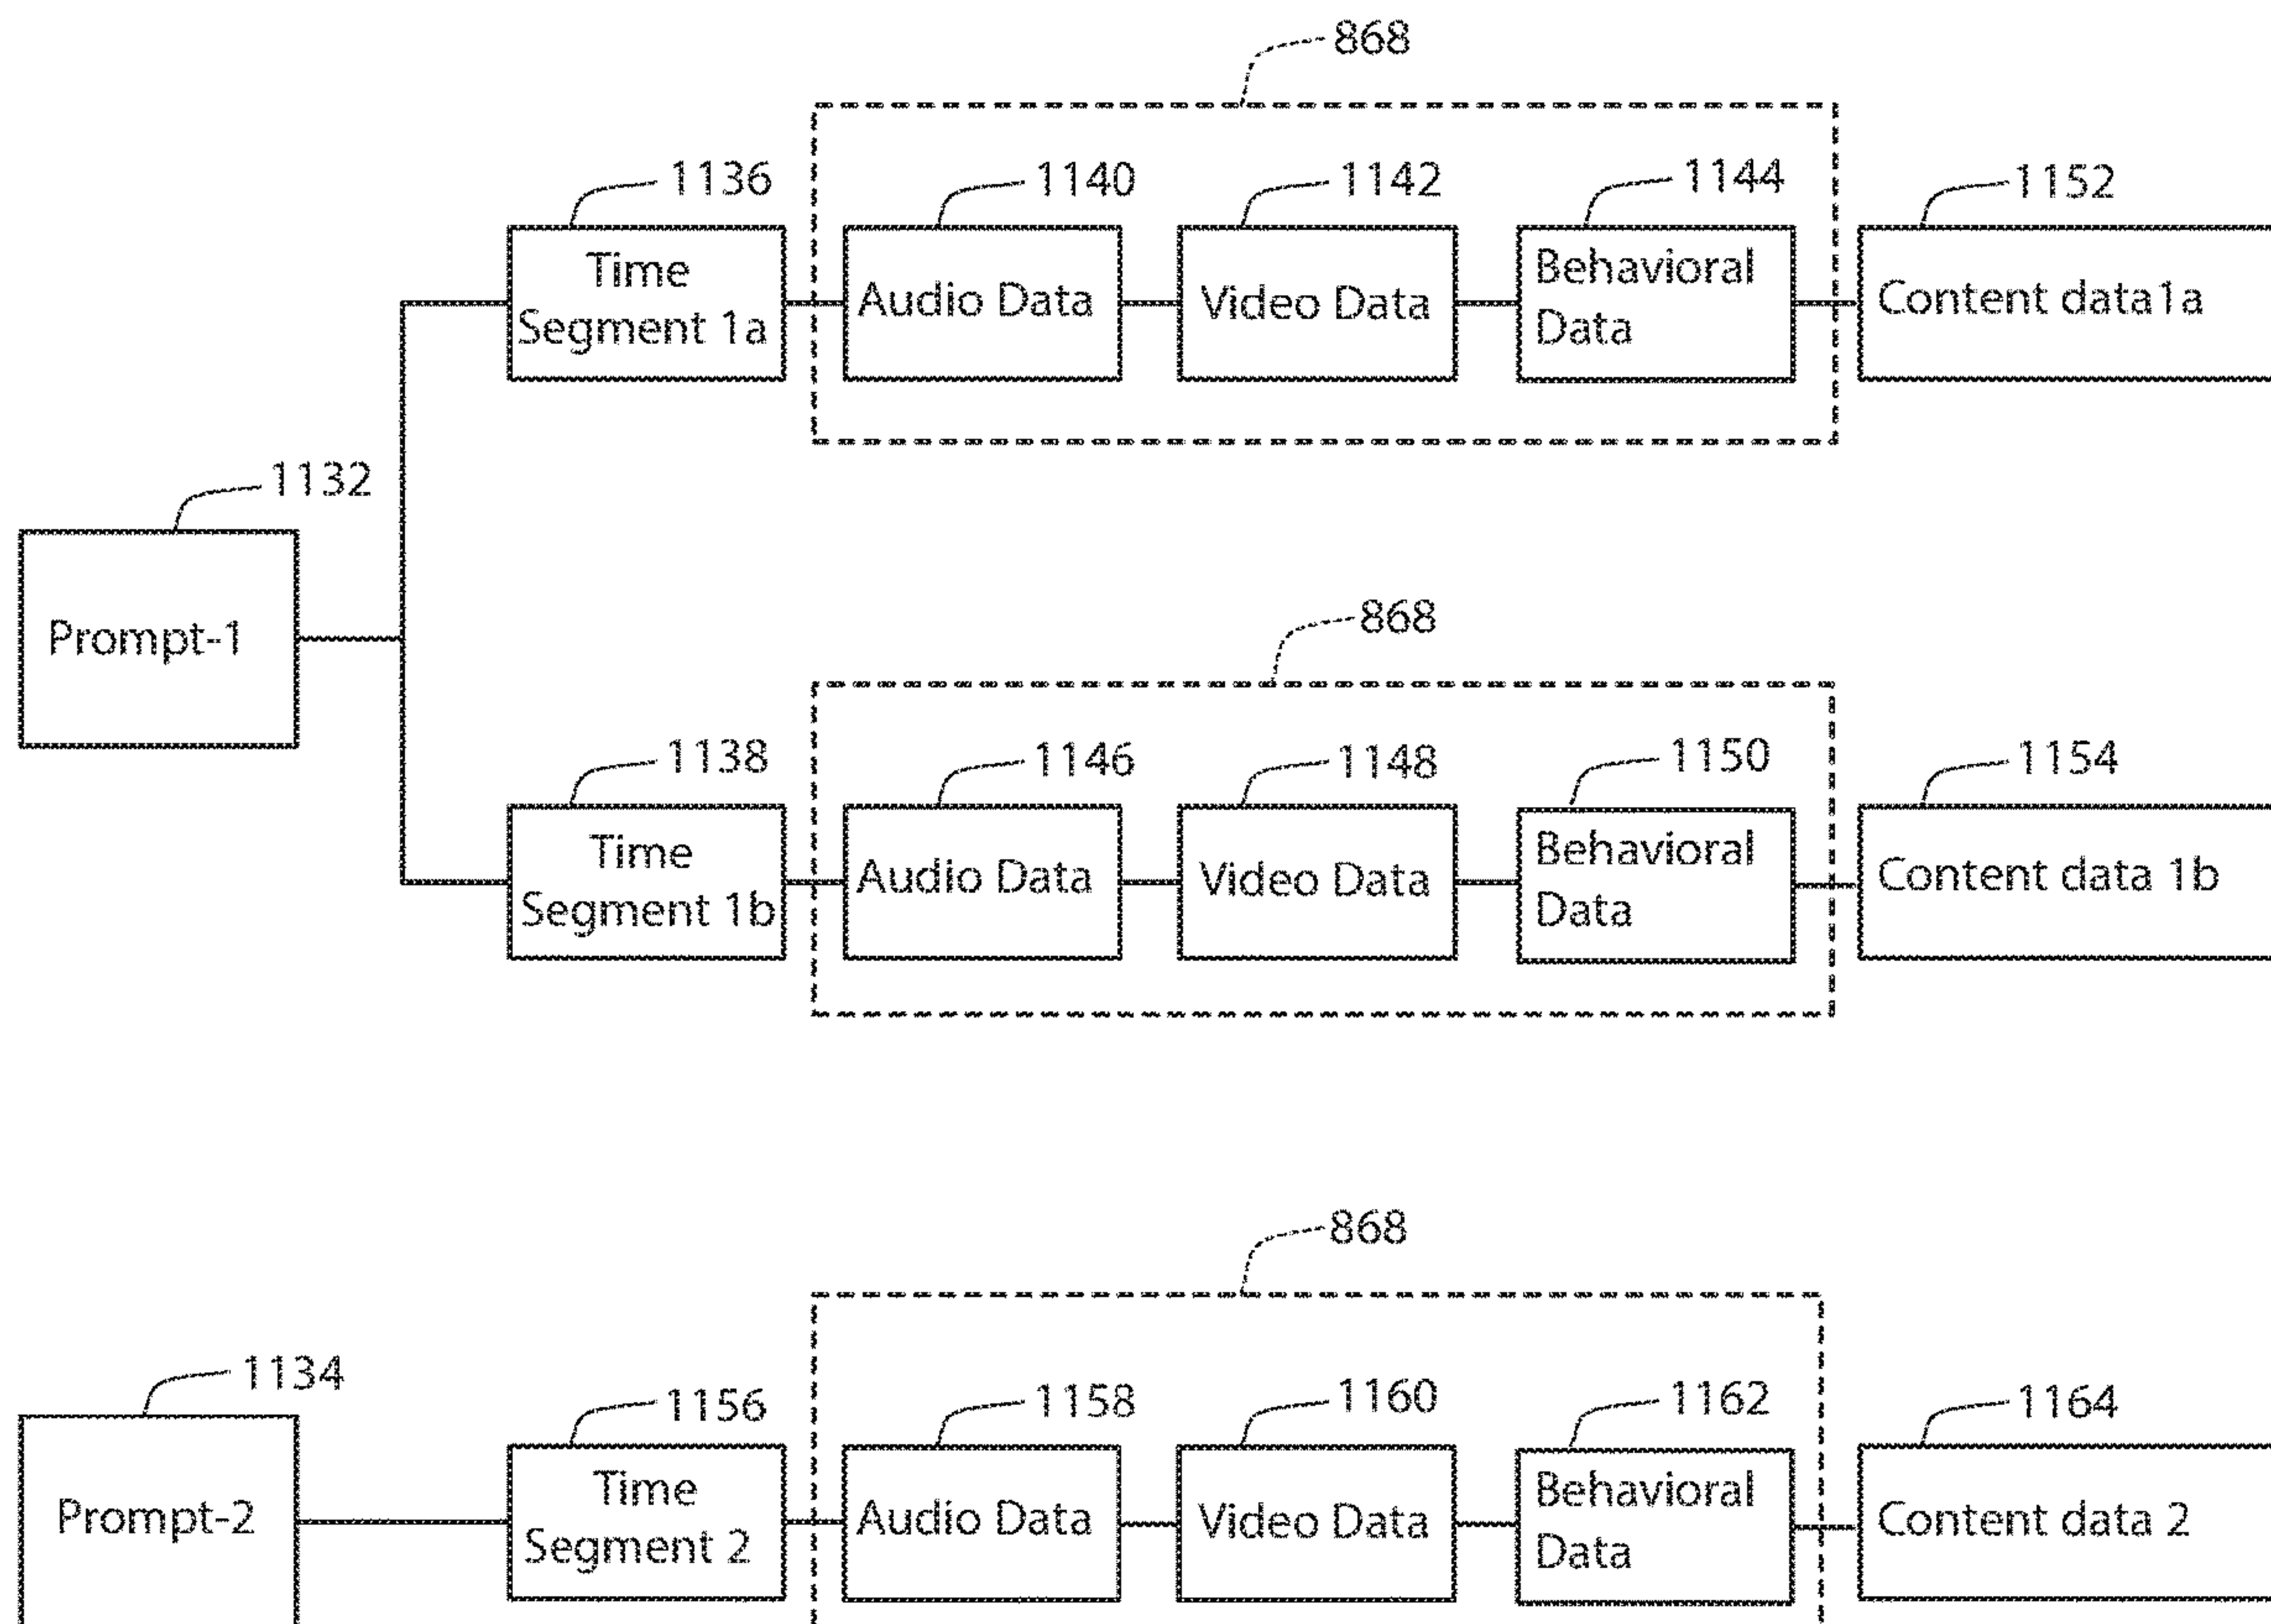 868
1136
1140
1142
1144
1152
Time
Segment 1a
Audio Data
Video Data
Behavioral
Data
Content data1a
1132
Prompt-1
868
1138
1146
1148
1150
1154
Time
Segment 1b
Audio Data
Video Data
Behavioral
Data
Content data 1b
868
1134
1156
1158
1160
1162
1164
Prompt-2
Time
Segment 2
Audio Data
Video Data
Behavioral
Data
Content data 2